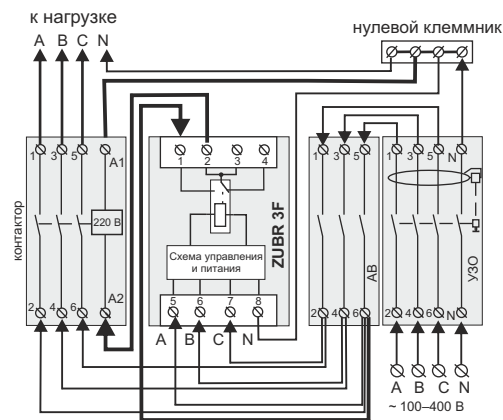 к нагрузке
нулевой клеммник
A B C N
1 3 5 A1
1 2 3 4
1 3 5
1 3 5 N
контактор
220 В
ZUBR 3F
Схема управления
и питания
АВ
УЗО
2 4 6 A2
5 6 7 8
2 4 6
2 4 6 N
A B C N
A B C N
~ 100–400 В